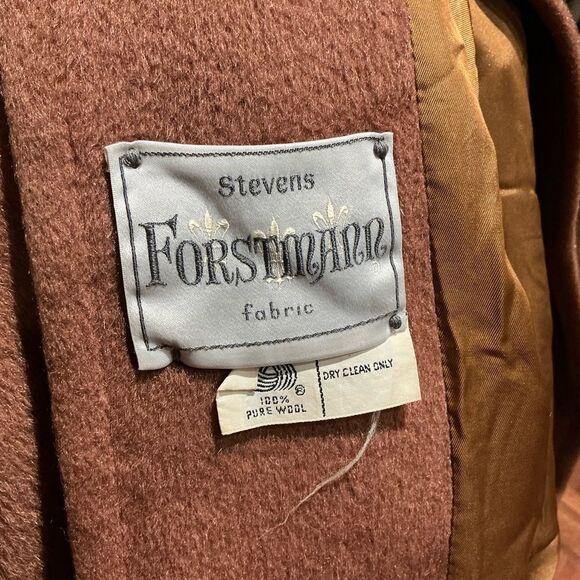 Stevens
FORSTMANN
®
fabric
®
100%
PURE WOOL
DRY CLEAN ONLY